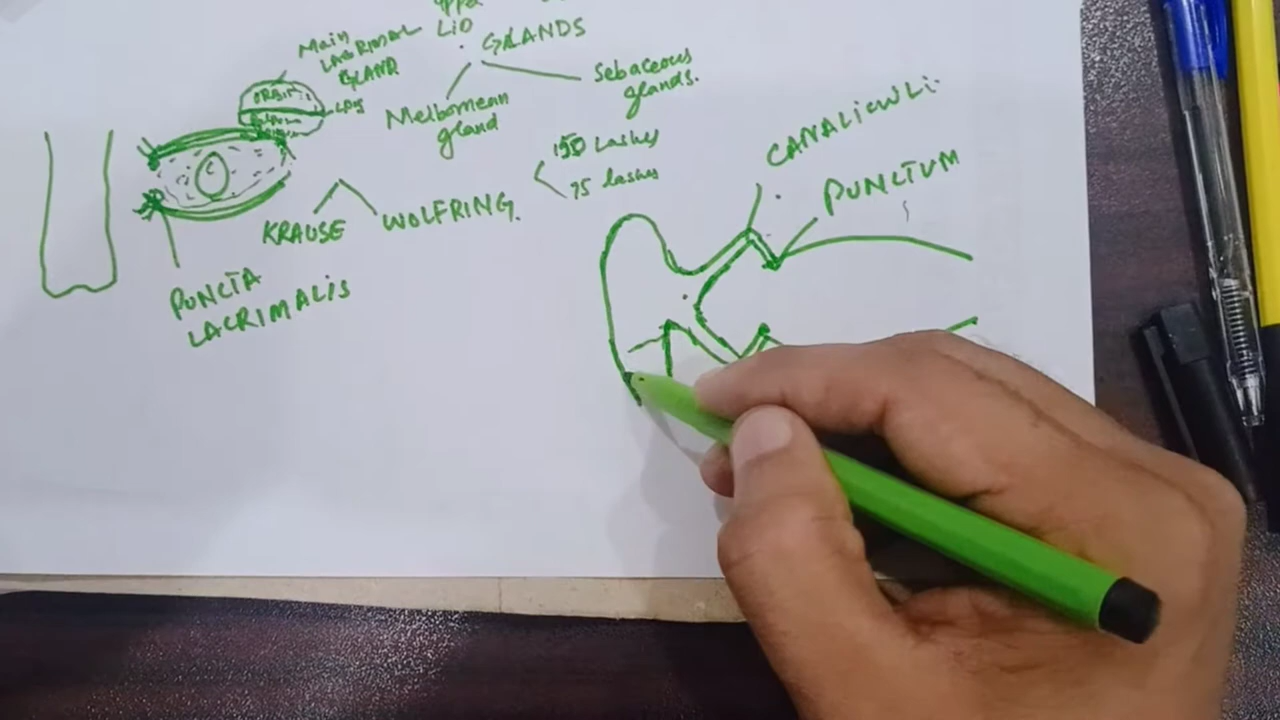 Main
LACRIMAL
GLAND
LID
GLANDS
ORBIT
Meibomean
gland
Sebaceous
glands.
150 Lashes
75 lashes
KRAUSE
WOLFRING.
PUNCTA
LACRIMALIS
CANALICULI.
PUNCTUM